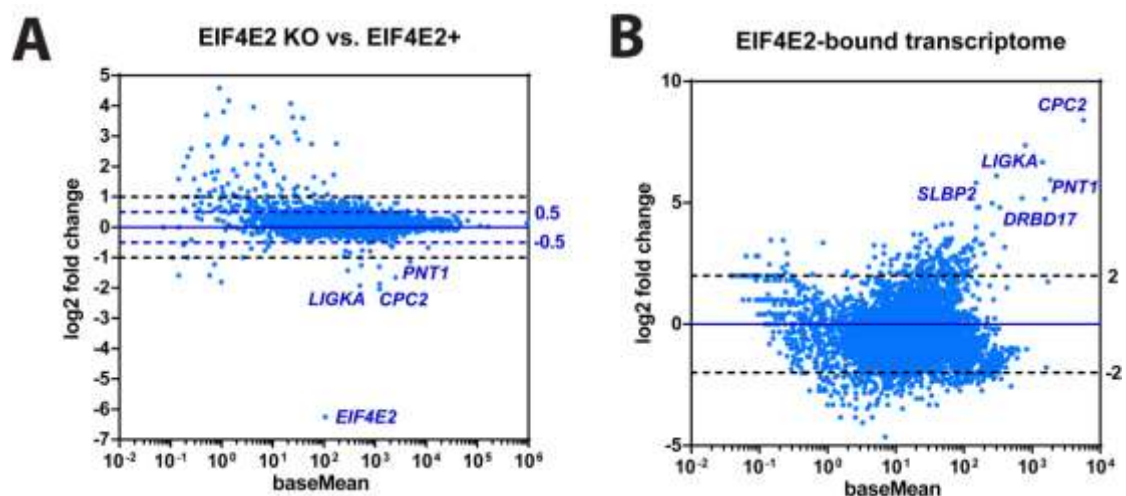 A
EIF4E2 KO vs. EIF4E2+
log2 fold change
5
4
3
2
1
0
-1
-2
-3
-4
-5
-6
-7
0.5
-0.5
PNT1
LIGKA
CPC2
EIF4E2
10-2 10-1 100 101 102 103 104 105 106
baseMean
B
EIF4E2-bound transcriptome
log2 fold change
10
5
0
-5
CPC2
LIGKA
SLBP2
PNT1
DRBD17
2
-2
10-2 10-1 100 101 102 103 104
baseMean